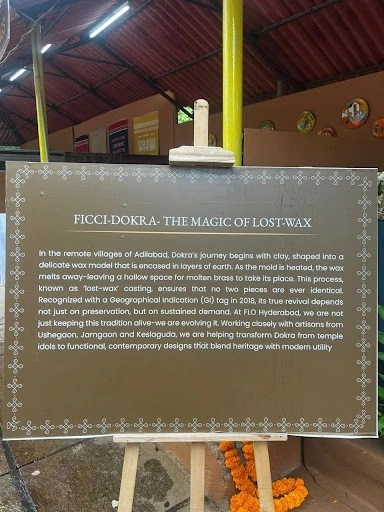 FICCI-DOKRA- THE MAGIC OF LOST-WAX
In the remote villages of Adilabad, Dokra's journey begins with clay, shaped into a
delicate wax model that is encased in layers of earth. As the mold is heated, the wax
melts away-leaving a hollow space for molten brass to take its place. This process,
known as 'lost-wax' casting, ensures that no two pieces are ever identical.
Recognized with a Geographical Indication (GI) tag in 2018, its true revival depends
not just on preservation, but on sustained demand. At FLO Hyderabad, we are not
just keeping this tradition alive-we are evolving it. Working closely with artisans from
Ushegaon, Jamgaon and Keslaguda, we are helping transform Dokra from temple
idols to functional, contemporary designs that blend heritage with modern utility